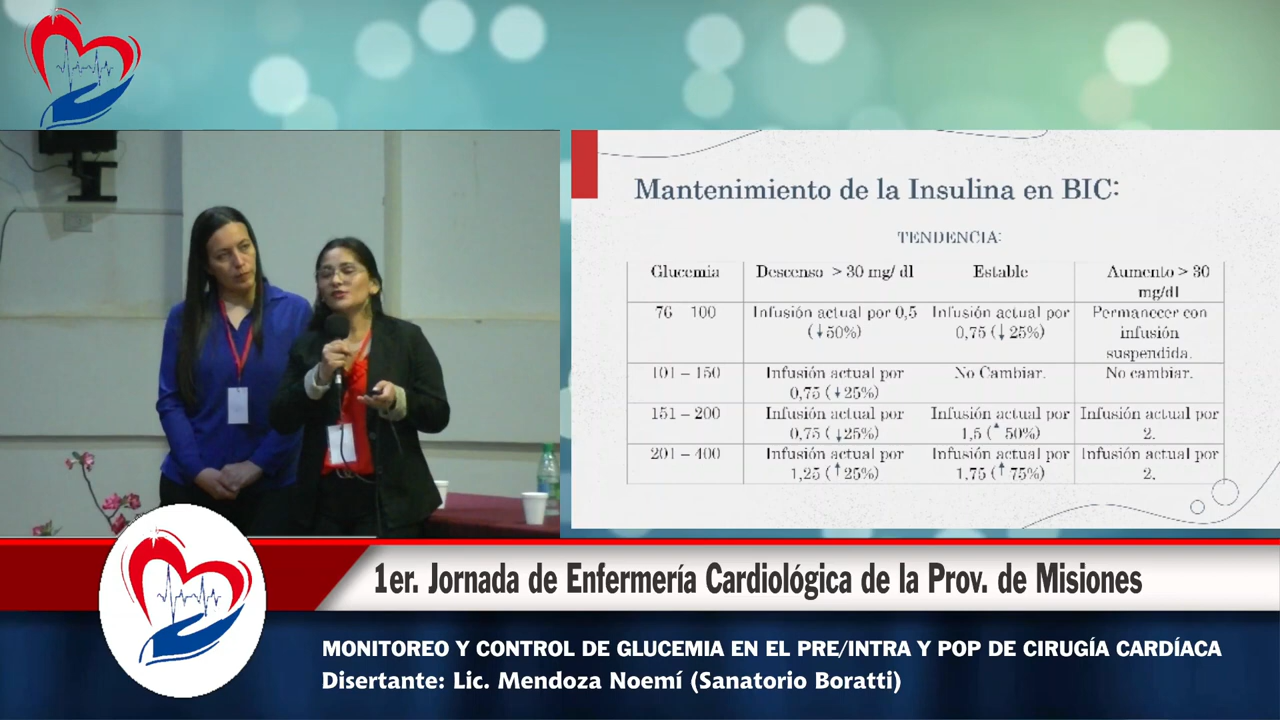 Mantenimiento de la Insulina en BIC:
TENDENCIA:
Glucemia Descenso > 30 mg/ dl Estable Aumento > 30
mg/dl
76 100 Infusión actual por 0,5 Infusión actual por Permanecer con
(↓50%) 0,75 (↓ 25%) infusión
suspendida.
101 – 150 Infusión actual por No Cambiar. No cambiar.
0,75 (↓25%)
151 – 200 Infusión actual por Infusión actual por Infusión actual por
0,75 (↓25%) 1,5 (↑ 50%) 2.
201 – 400 Infusión actual por Infusión actual por Infusión actual por
1,25 (↑25%) 1,75 (↑ 75%) 2.
1er. Jornada de Enfermería Cardiológica de la Prov. de Misiones
MONITOREO Y CONTROL DE GLUCEMIA EN EL PRE/INTRA Y POP DE CIRUGÍA CARDÍACA
Disertante: Lic. Mendoza Noemí (Sanatorio Boratti)